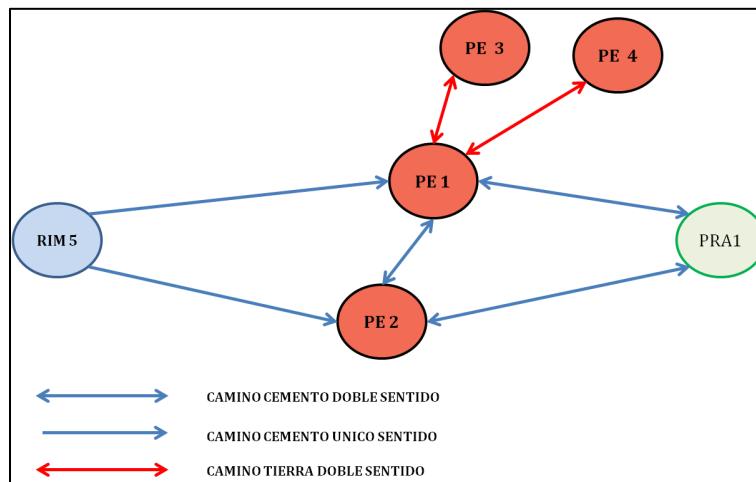 PE 3
PE 4
PE 1
RIM 5
PRA1
PE 2
CAMINO CEMENTO DOBLE SENTIDO
CAMINO CEMENTO UNICO SENTIDO
CAMINO TIERRA DOBLE SENTIDO